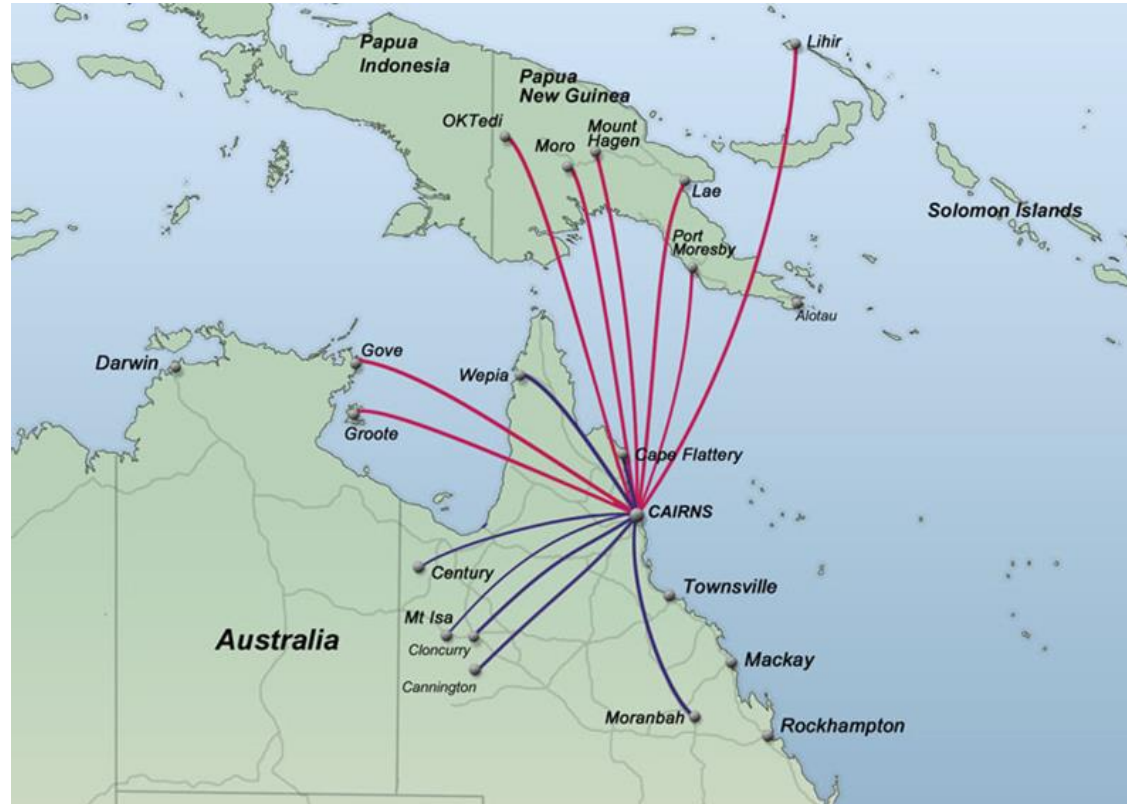 Papua
Indonesia
Lihir
Papua
New Guinea
OKTedi
Mount
Hagen
Moro
Lae
Solomon Islands
Port
Moresby
Alotau
Gove
Darwin
Wepia
Groote
Cape Flattery
CAIRNS
Century
Townsville
Mt Isa
Australia
Cloncurry
Mackay
Cannington
Moranbah
Rockhampton